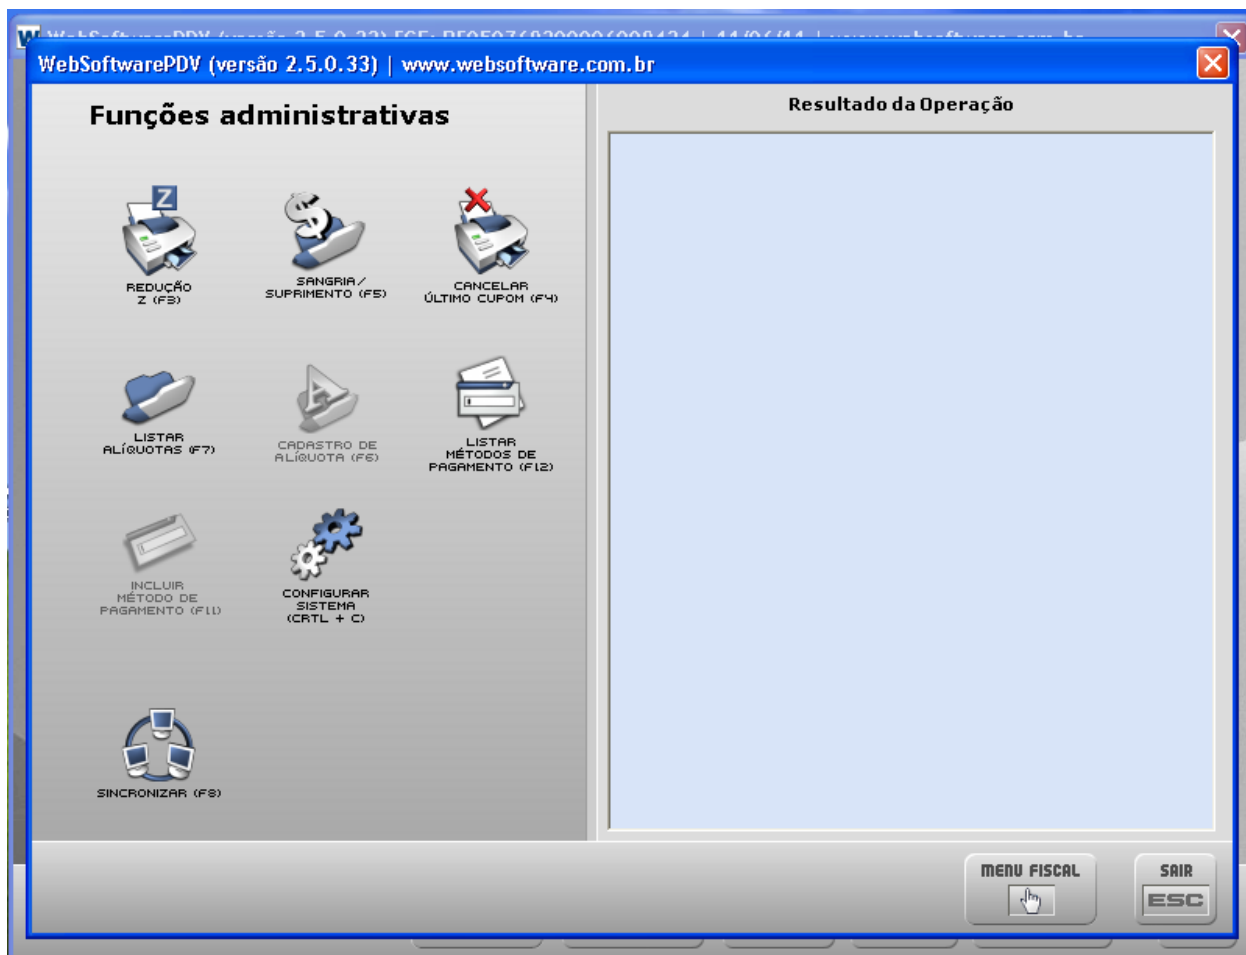 WebSoftwarePDV (versão 2.5.0.33) | www.websoftware.com.br
Funções administrativas
Resultado da Operação
Z
REDUÇÃO
Z (F3)
SANGRIA/
SUPRIMENTO (F5)
CANCELAR
ÚLTIMO CUPOM (F4)
LISTAR
ALÍQUOTAS (F7)
CADASTRO DE
ALÍQUOTA (F6)
LISTAR
MÉTODOS DE
PAGAMENTO (F12)
INCLUIR
MÉTODO DE
PAGAMENTO (F11)
CONFIGURAR
SISTEMA
(CRTL + C)
SINCRONIZAR (F8)
MENU FISCAL
SAIR
ESC